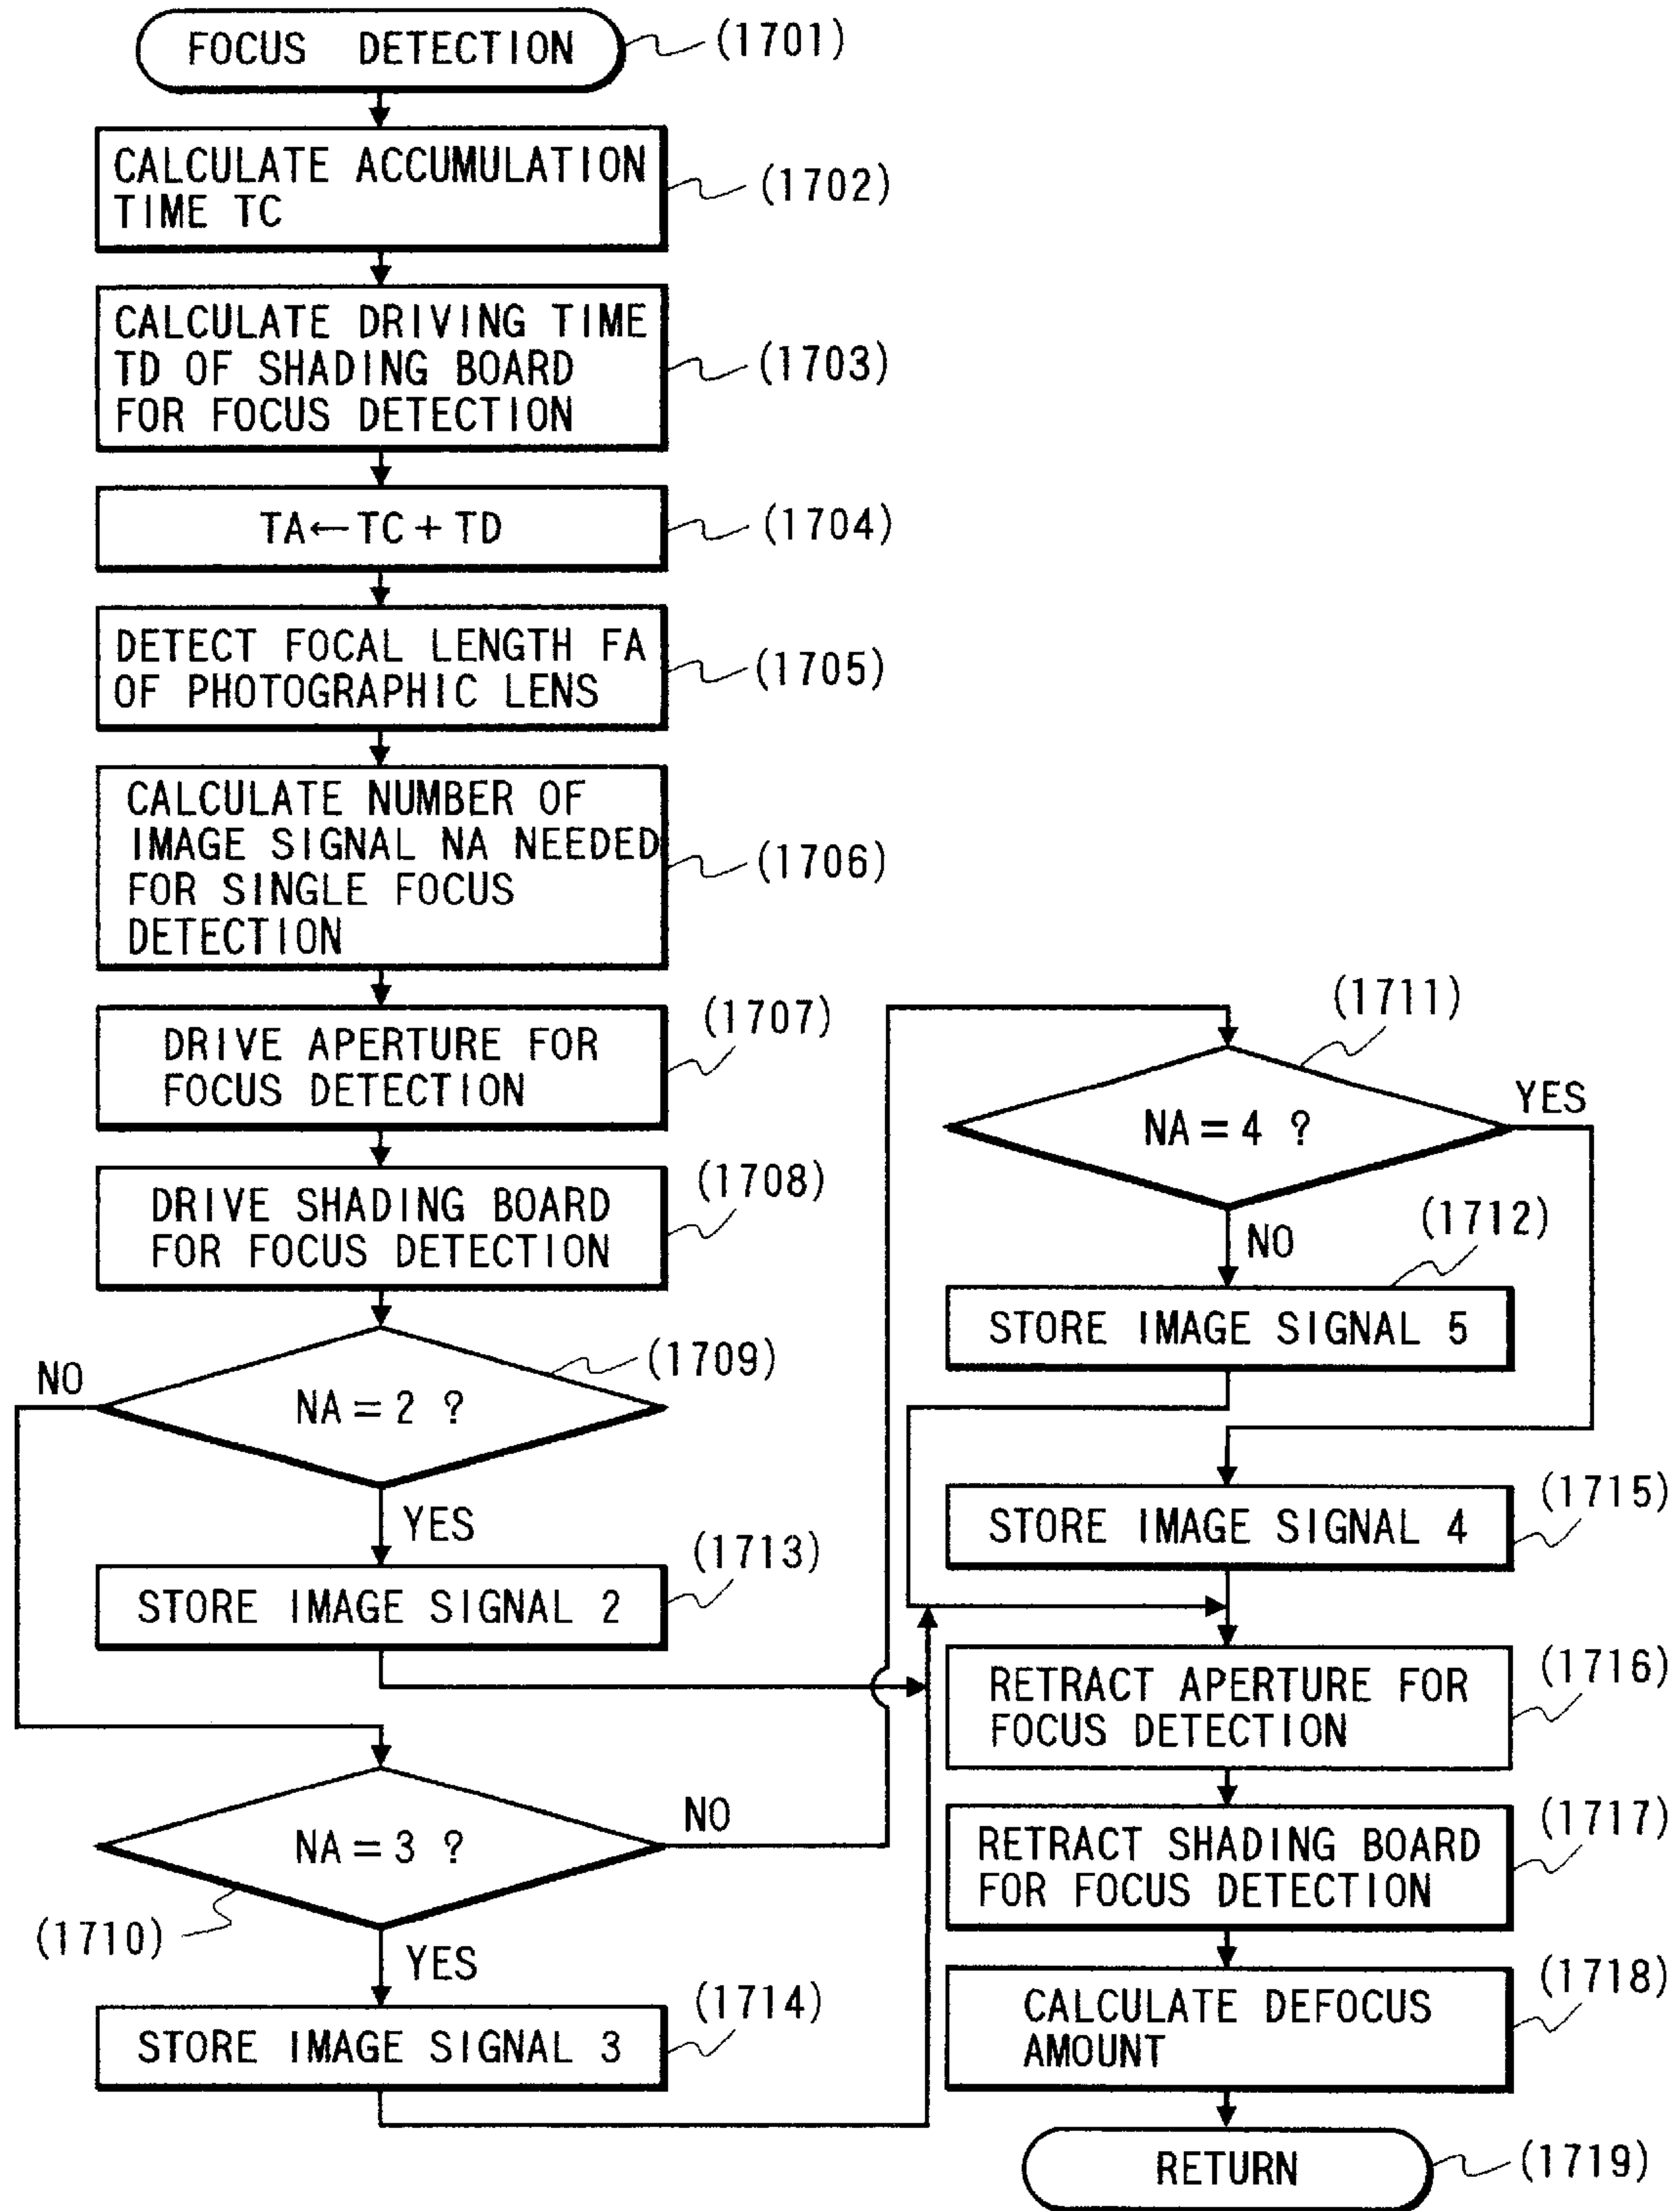 FOCUS DETECTION
(1701)
CALCULATE ACCUMULATION
TIME TC
(1702)
CALCULATE DRIVING TIME
TD OF SHADING BOARD
FOR FOCUS DETECTION
(1703)
TA←TC+TD
(1704)
DETECT FOCAL LENGTH FA
OF PHOTOGRAPHIC LENS
(1705)
CALCULATE NUMBER OF
IMAGE SIGNAL NA NEEDED
FOR SINGLE FOCUS
DETECTION
(1706)
DRIVE APERTURE FOR
FOCUS DETECTION
(1707)
DRIVE SHADING BOARD
FOR FOCUS DETECTION
(1708)
NA=2 ?
(1709)
NO
YES
STORE IMAGE SIGNAL 2
(1713)
NA=3 ?
NO
(1710)
YES
STORE IMAGE SIGNAL 3
(1714)
(1711)
NA=4 ?
YES
NO
(1712)
STORE IMAGE SIGNAL 5
STORE IMAGE SIGNAL 4
(1715)
RETRACT APERTURE FOR
FOCUS DETECTION
(1716)
RETRACT SHADING BOARD
FOR FOCUS DETECTION
(1717)
CALCULATE DEFOCUS
AMOUNT
(1718)
RETURN
(1719)